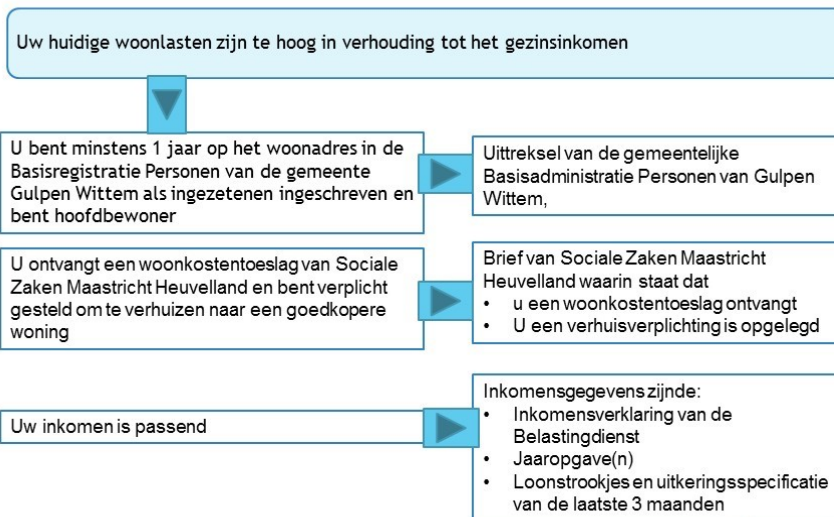 Uw huidige woonlasten zijn te hoog in verhouding tot het gezinsinkomen
U bent minstens 1 jaar op het woonadres in de
Basisregistratie Personen van de gemeente
Gulpen Wittem als ingezetenen ingeschreven en
bent hoofdbewoner
Uittreksel van de gemeentelijke
Basisadministratie Personen van Gulpen
Wittem,
U ontvangt een woonkostentoeslag van Sociale
Zaken Maastricht Heuvelland en bent verplicht
gesteld om te verhuizen naar een goedkopere
woning
Brief van Sociale Zaken Maastricht
Heuvelland waarin staat dat
• u een woonkostentoeslag ontvangt
• U een verhuisverplichting is opgelegd
Uw inkomen is passend
Inkomensgegevens zijnde:
• Inkomensverklaring van de
Belastingdienst
• Jaaropgave(n)
• Loonstrookjes en uitkeringsspecificatie
van de laatste 3 maanden